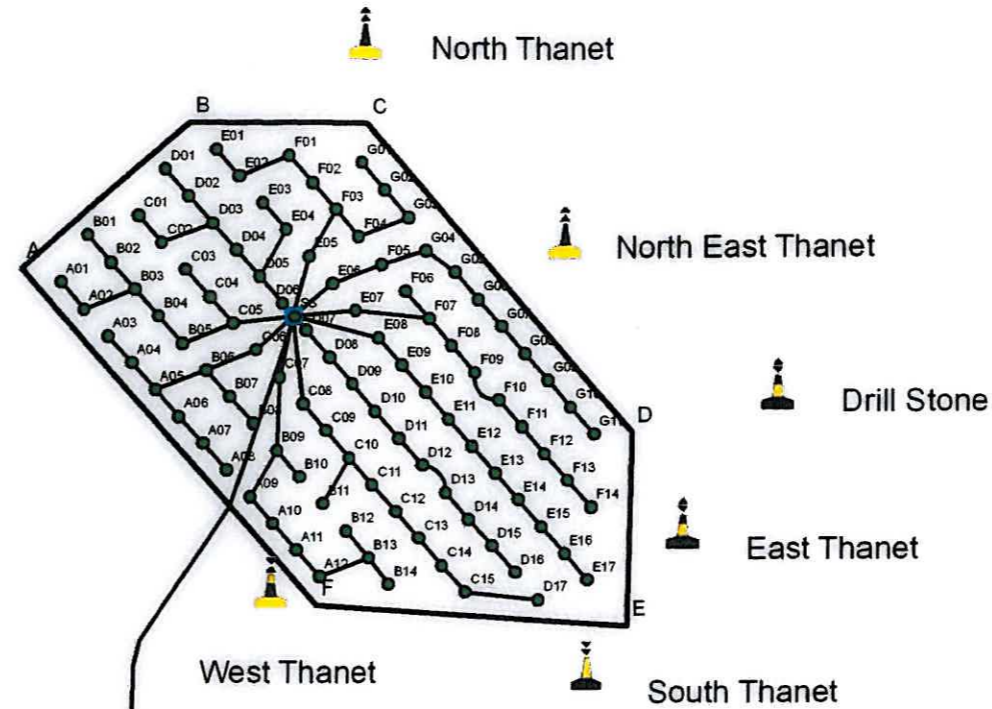 North Thanet
B
C
E01
F01
G01
D01
E02
F02
G02
D02
E03
F03
G03
C01
D03
E04
F04
B01
C02
D04
E05
F05
G04
A
B02
C03
D05
E06
F06
G05
North East Thanet
A01
B03
C04
D06
E07
F07
G06
A02
B04
C05
SS
D07
E08
F08
G07
A03
B05
C06
D08
E09
F09
G08
A04
B06
C07
D09
E10
F10
G09
A05
B07
C08
D10
E11
F11
G10
Drill Stone
A06
B08
C09
D11
E12
F12
G11
D
A07
B09
C10
D12
E13
F13
A08
B10
C11
D13
E14
F14
A09
B11
C12
D14
E15
A10
B12
C13
D15
E16
East Thanet
A11
B13
C14
D16
E17
A12
B14
C15
D17
F
E
West Thanet
South Thanet